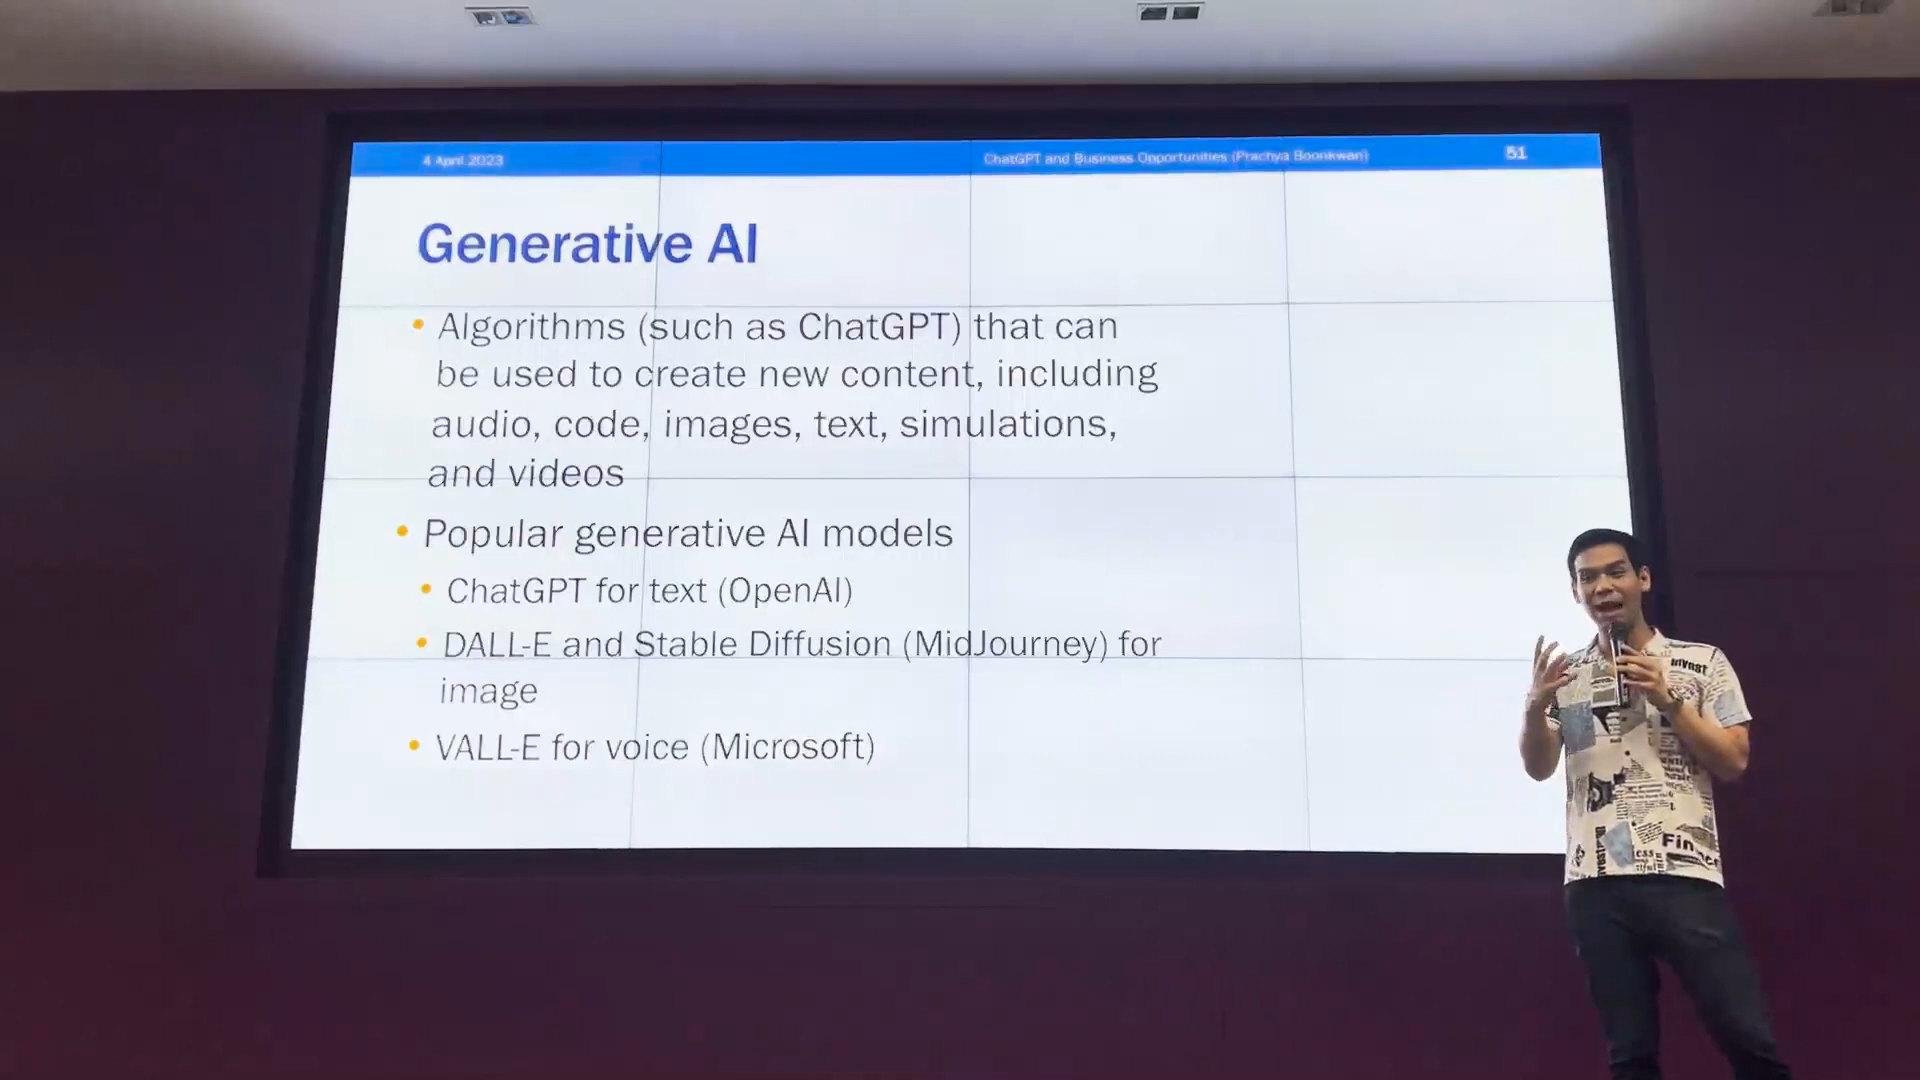 4 April 2023
ChatGPT and Business Opportunities (Prachya Boonkwan)
51
Generative AI
• Algorithms (such as ChatGPT) that can
be used to create new content, including
audio, code, images, text, simulations,
and videos
• Popular generative AI models
• ChatGPT for text (OpenAI)
• DALL-E and Stable Diffusion (MidJourney) for
image
• VALL-E for voice (Microsoft)
invest